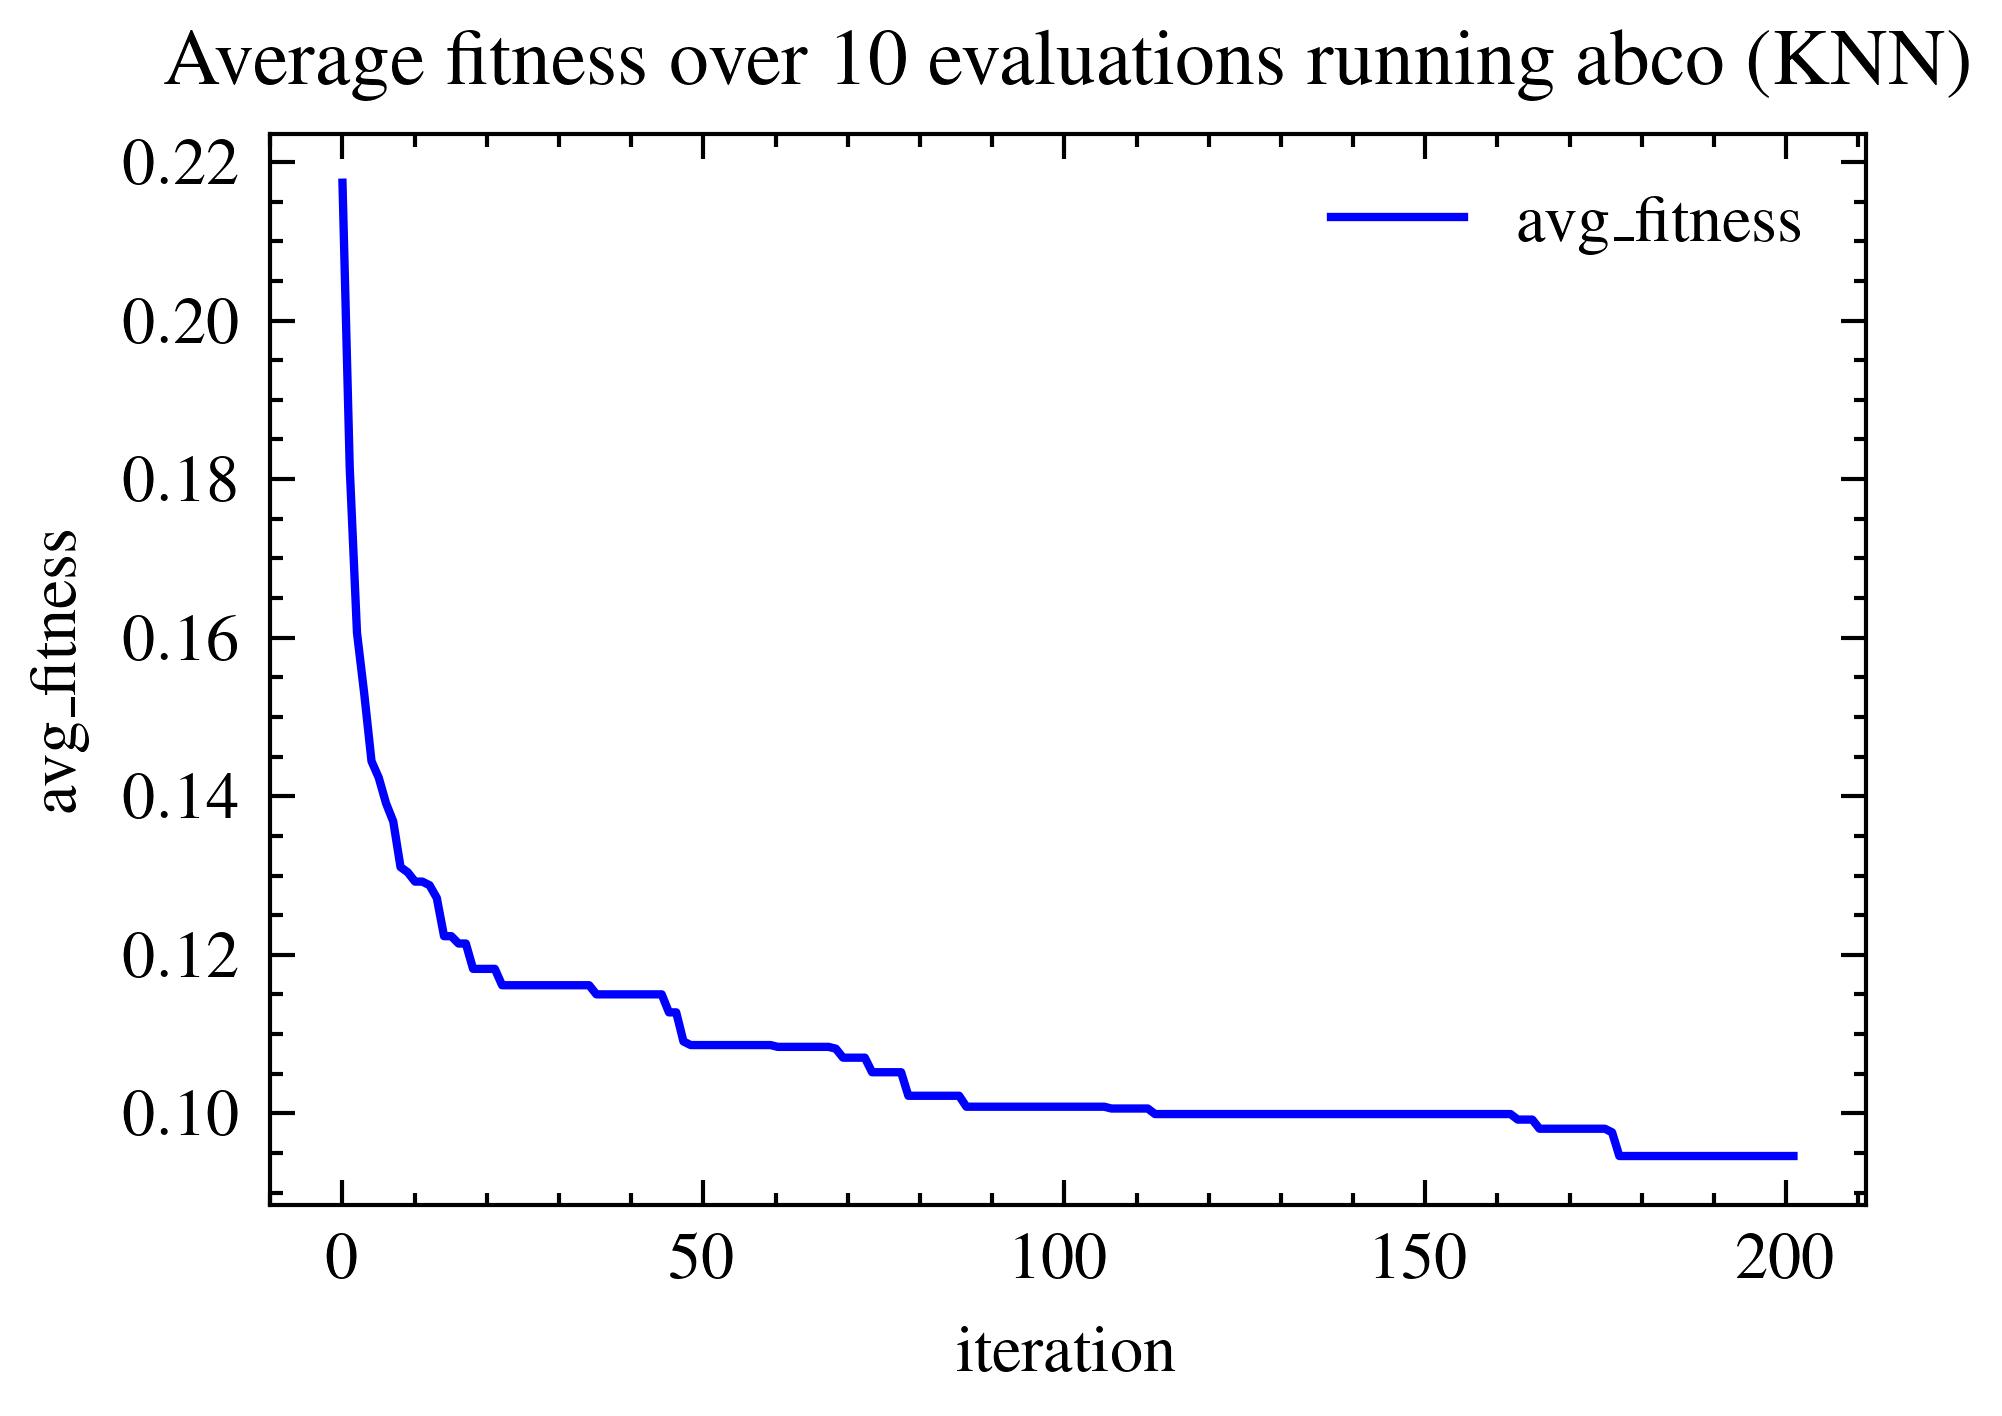 Average fitness over 10 evaluations running abco (KNN)
avg_fitness
0.22
0.20
0.18
0.16
0.14
0.12
0.10
avg_fitness
0 50 100 150 200
iteration